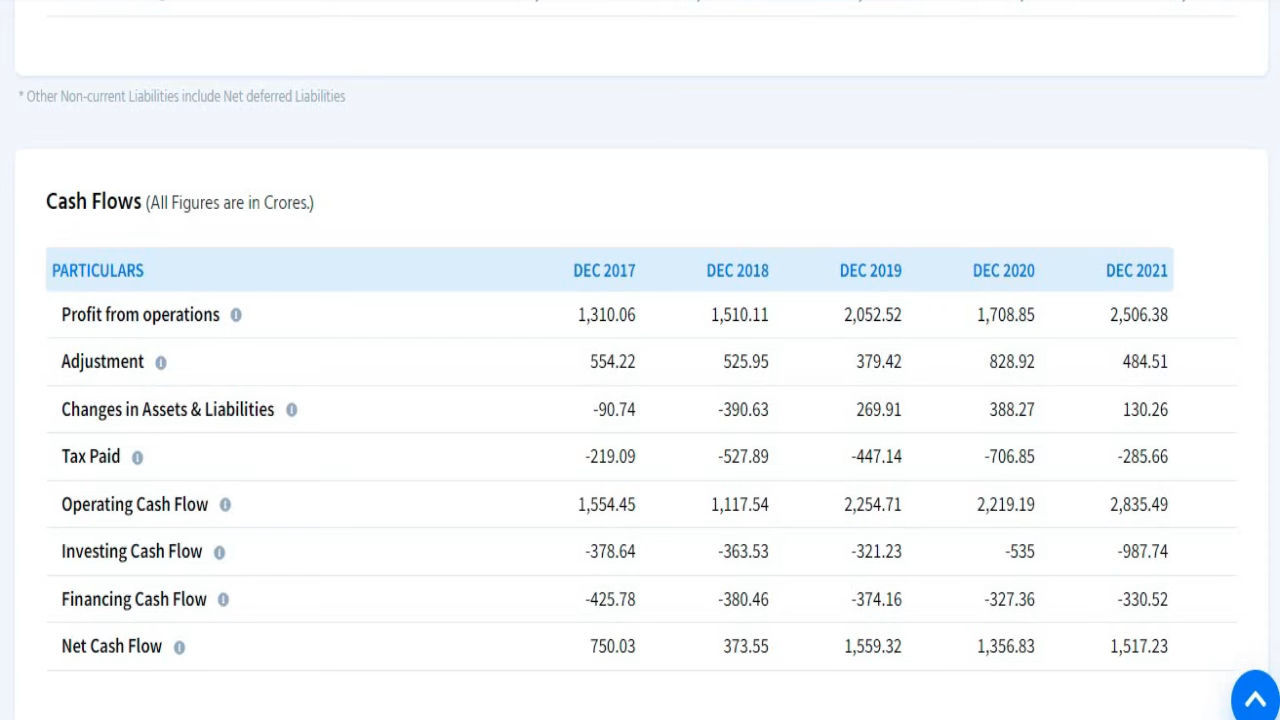 * Other Non-current Liabilities include Net deferred Liabilities
Cash Flows (All Figures are in Crores.)
PARTICULARS DEC 2017 DEC 2018 DEC 2019 DEC 2020 DEC 2021
Profit from operations 1,310.06 1,510.11 2,052.52 1,708.85 2,506.38
Adjustment 554.22 525.95 379.42 828.92 484.51
Changes in Assets & Liabilities -90.74 -390.63 269.91 388.27 130.26
Tax Paid -219.09 -527.89 -447.14 -706.85 -285.66
Operating Cash Flow 1,554.45 1,117.54 2,254.71 2,219.19 2,835.49
Investing Cash Flow -378.64 -363.53 -321.23 -535 -987.74
Financing Cash Flow -425.78 -380.46 -374.16 -327.36 -330.52
Net Cash Flow 750.03 373.55 1,559.32 1,356.83 1,517.23